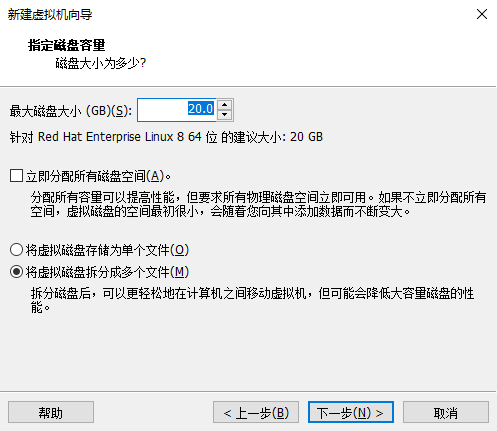 新建虚拟机向导
指定磁盘容量
磁盘大小为多少?
最大磁盘大小 (GB)(S): 20.0
针对 Red Hat Enterprise Linux 8 64 位 的建议大小: 20 GB
立即分配所有磁盘空间(A)。
分配所有容量可以提高性能，但要求所有物理磁盘空间立即可用。如果不立即分配所有
空间，虚拟磁盘的空间最初很小，会随着您向其中添加数据而不断变大。
将虚拟磁盘存储为单个文件(O)
将虚拟磁盘拆分成多个文件(M)
拆分磁盘后，可以更轻松地在计算机之间移动虚拟机，但可能会降低大容量磁盘的性
能。
帮助 < 上一步(B) 下一步(N) > 取消